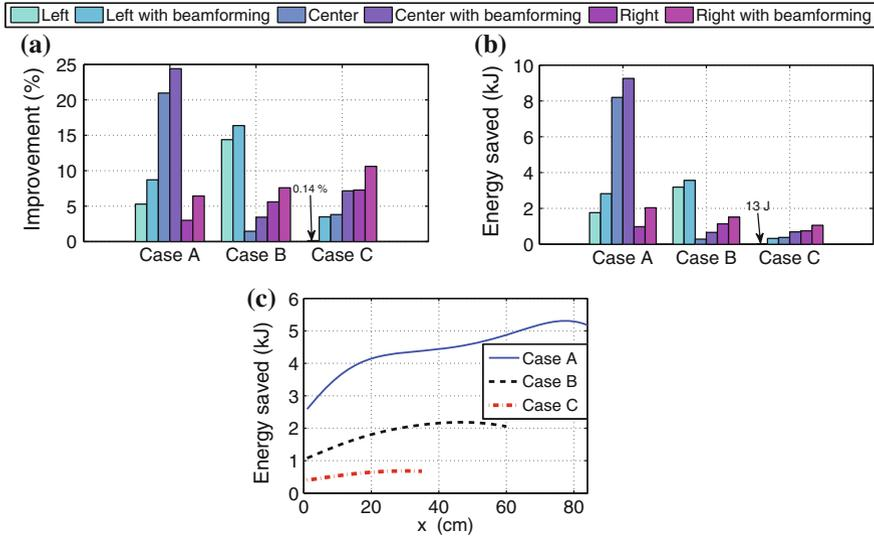 Left Left with beamforming Center Center with beamforming Right Right with beamforming
(a)
Improvement (%)
25
20
15
10
5
0
0.14 %
Case A Case B Case C
(b)
Energy saved (kJ)
10
8
6
4
2
0
13 J
Case A Case B Case C
(c)
Energy saved (kJ)
6
5
4
3
2
1
0
Case A
Case B
Case C
0 20 40 60 80
x (cm)